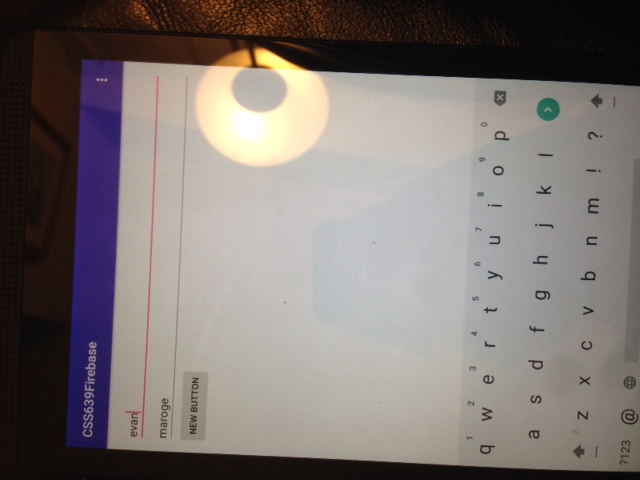 CSS639Firebase
evan
maroge
NEW BUTTON
1 2 3 4 5 6 7 8 9 0
q w e r t y u i o p
a s d f g h j k l
z x c v b n m ! ?
?123 @